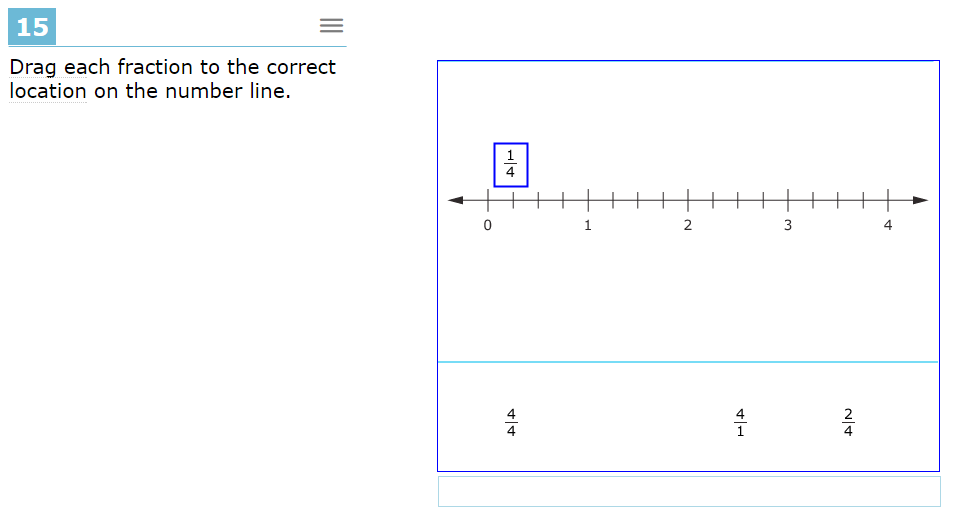 15
Drag each fraction to the correct
location on the number line.
1
4
0 1 2 3 4
4 4 2
4 1 4